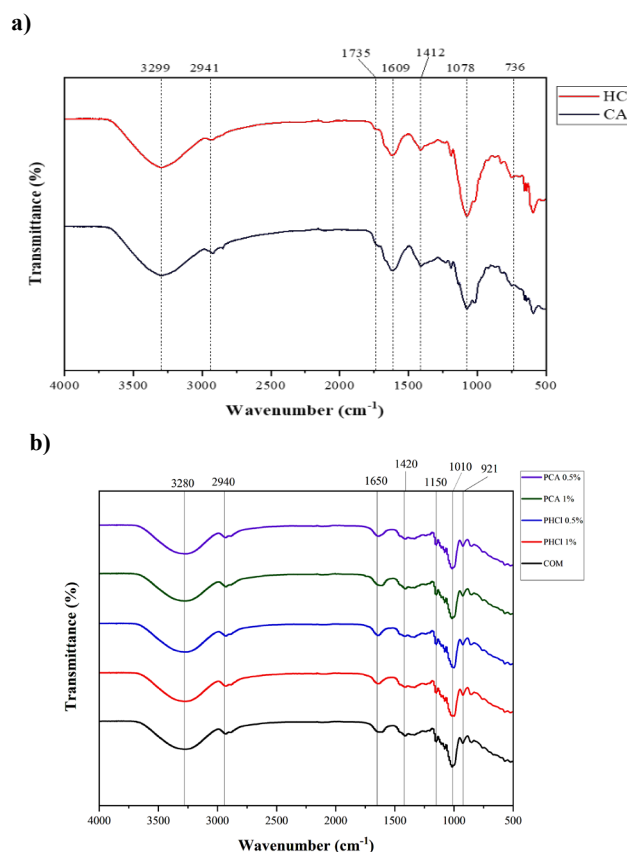 a)
3299 2941 1735 1609 1412 1078 736
HC
CA
Transmittance (%)
4000 3500 3000 2500 2000 1500 1000 500
Wavenumber (cm⁻¹)
b)
3280 2940 1650 1420 1150 1010 921
PCA 0.5%
PCA 1%
PHCl 0.5%
PHCl 1%
COM
Transmittance (%)
4000 3500 3000 2500 2000 1500 1000 500
Wavenumber (cm⁻¹)